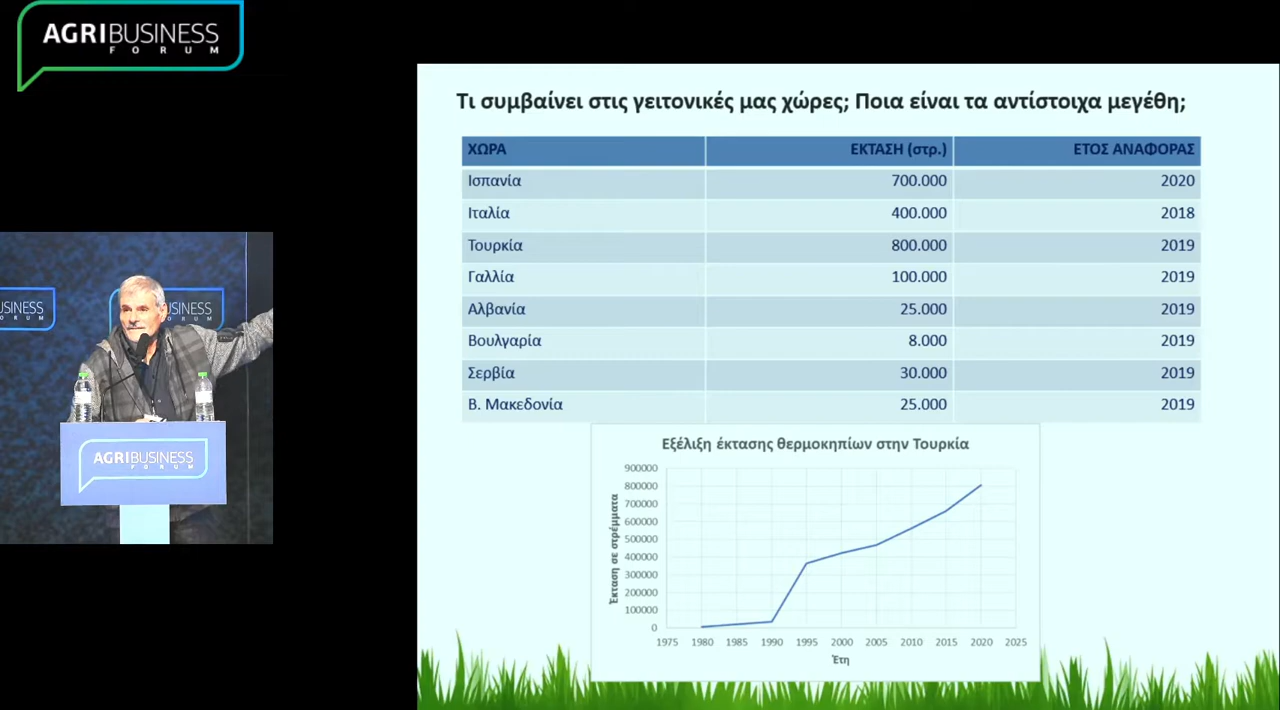 AGRIBUSINESS
FORUM
Τι συμβαίνει στις γειτονικές μας χώρες; Ποια είναι τα αντίστοιχα μεγέθη;
ΧΩΡΑ ΕΚΤΑΣΗ (στρ.) ΕΤΟΣ ΑΝΑΦΟΡΑΣ
Ισπανία 700.000 2020
Ιταλία 400.000 2018
Τουρκία 800.000 2019
Γαλλία 100.000 2019
Αλβανία 25.000 2019
Βουλγαρία 8.000 2019
Σερβία 30.000 2019
Β. Μακεδονία 25.000 2019
Εξέλιξη έκτασης θερμοκηπίων στην Τουρκία
Έκταση σε στρέμματα
900000
800000
700000
600000
500000
400000
300000
200000
100000
0
1975 1980 1985 1990 1995 2000 2005 2010 2015 2020 2025
Έτη
USINESS
RUM
BUSINESS
FORUM
AGRIBUSINESS
FORUM